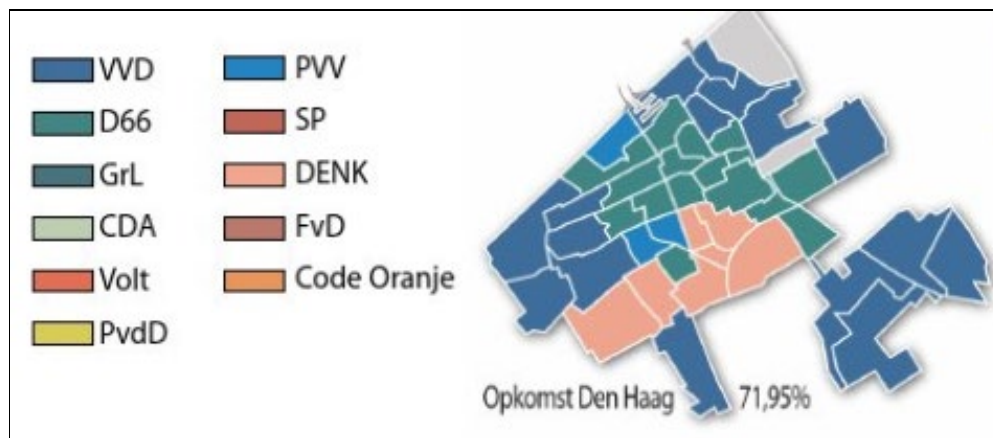 VVD
PVV
D66
SP
GrL
DENK
CDA
FvD
Volt
Code Oranje
PvdD
Opkomst Den Haag 71,95%